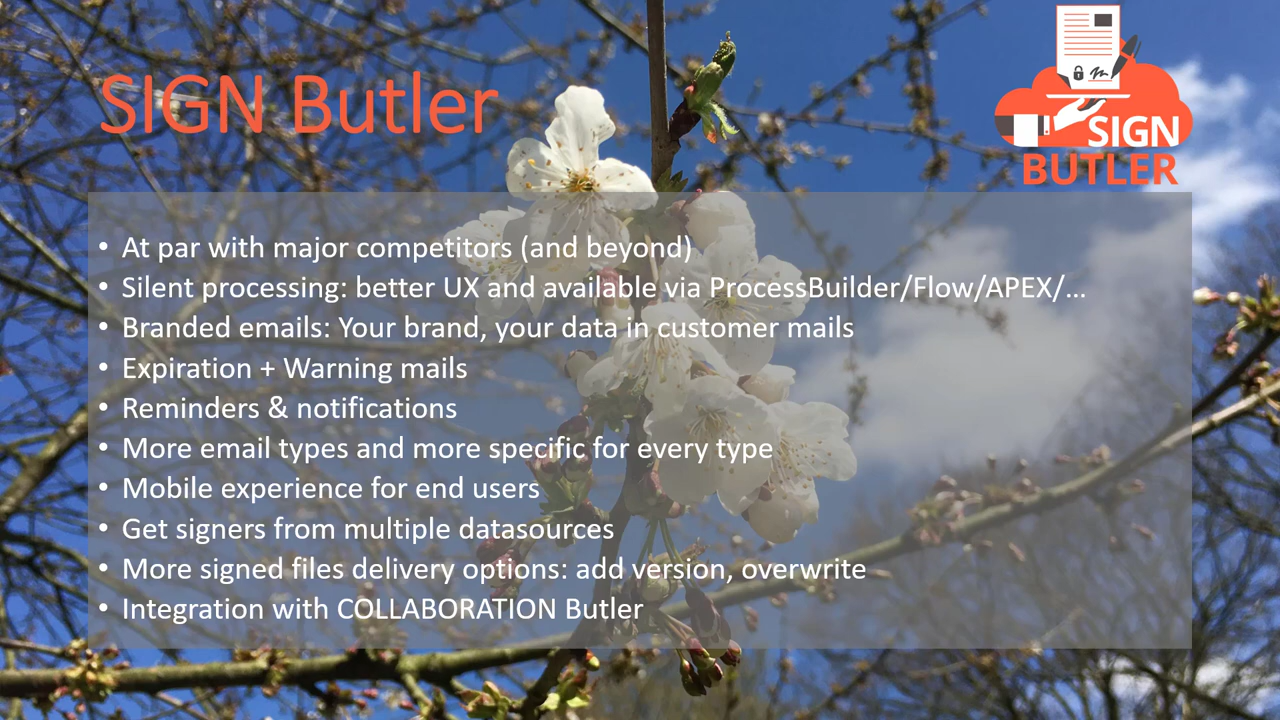 SIGN Butler
SIGN
BUTLER
• At par with major competitors (and beyond)
• Silent processing: better UX and available via ProcessBuilder/Flow/APEX/...
• Branded emails: Your brand, your data in customer mails
• Expiration + Warning mails
• Reminders & notifications
• More email types and more specific for every type
• Mobile experience for end users
• Get signers from multiple datasources
• More signed files delivery options: add version, overwrite
• Integration with COLLABORATION Butler